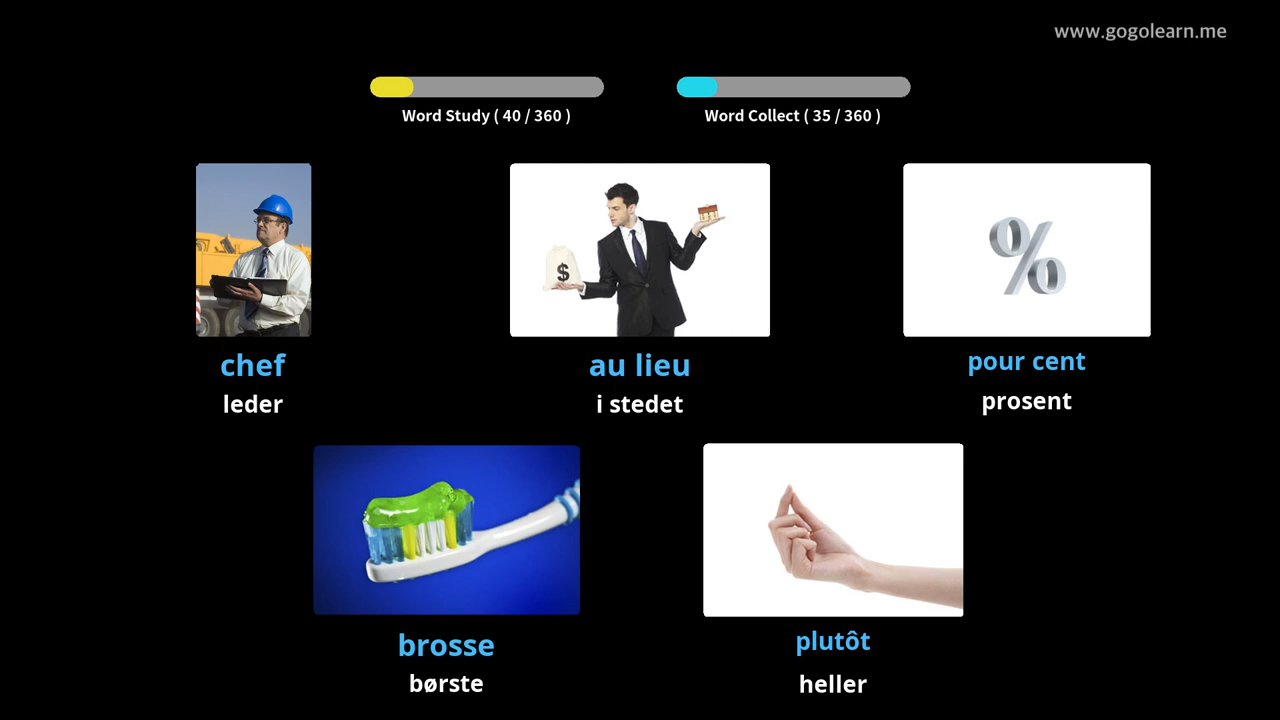 www.gogolearn.me
Word Study ( 40 / 360 )
Word Collect ( 35 / 360 )
$
%
chef
leder
au lieu
i stedet
pour cent
prosent
brosse
børste
plutôt
heller